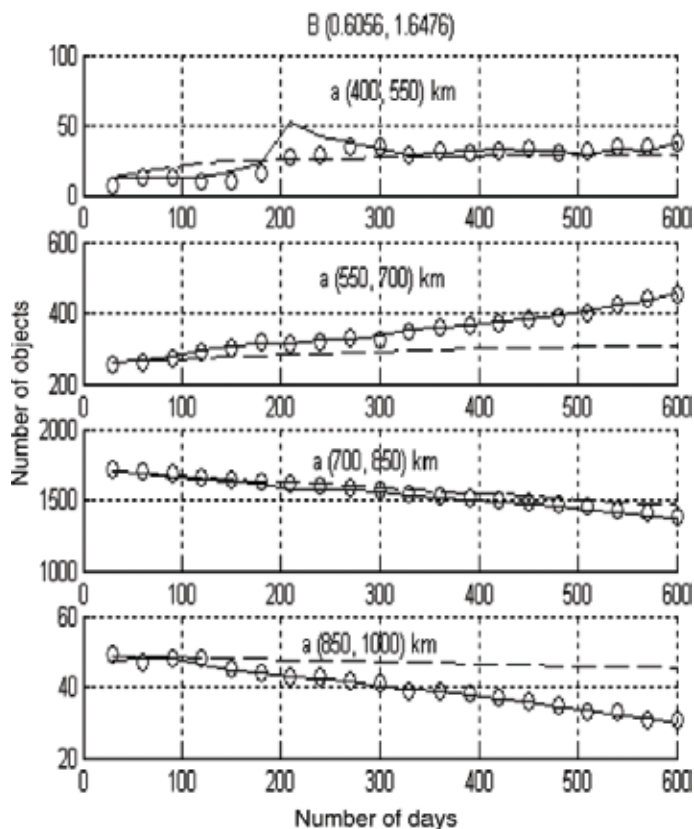 B (0.6056, 1.6476)
100
a (400, 550) km
50
0
0 100 200 300 400 500 600
600
a (550, 700) km
400
200
0 100 200 300 400 500 600
2000
a (700, 850) km
1500
1000
0 100 200 300 400 500 600
60
a (850, 1000) km
40
20
0 100 200 300 400 500 600
Number of objects
Number of days